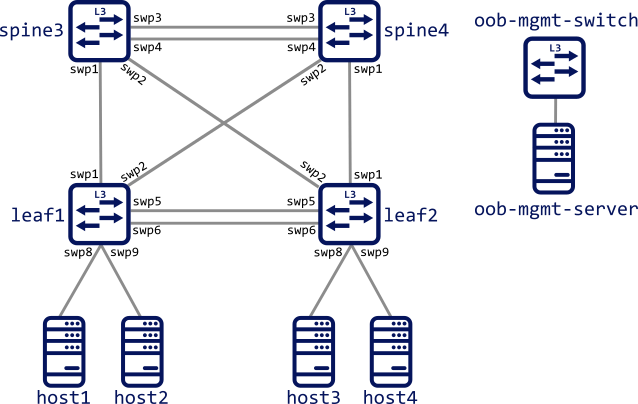 L3
spine3
swp3
swp4
swp1
swp2
swp3
swp4
L3
spine4
swp2
swp1
oob-mgmt-switch
L3
oob-mgmt-server
swp1
swp2
L3
leaf1
swp5
swp6
swp8
swp9
swp2
swp1
swp5
swp6
L3
leaf2
swp8
swp9
host1
host2
host3
host4